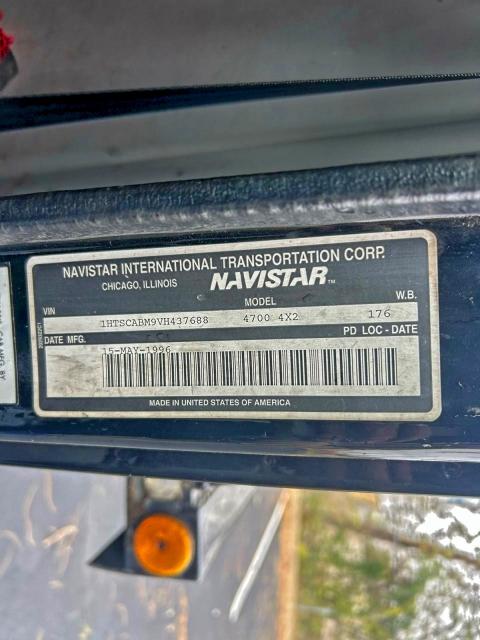 NAVISTAR INTERNATIONAL TRANSPORTATION CORP.
CHICAGO, ILLINOIS NAVISTAR™
VIN MODEL W.B.
1HTSCABM9VH437688 4700 4X2 176
DATE MFG. PD LOC - DATE
15-MAY-1996
MADE IN UNITED STATES OF AMERICA